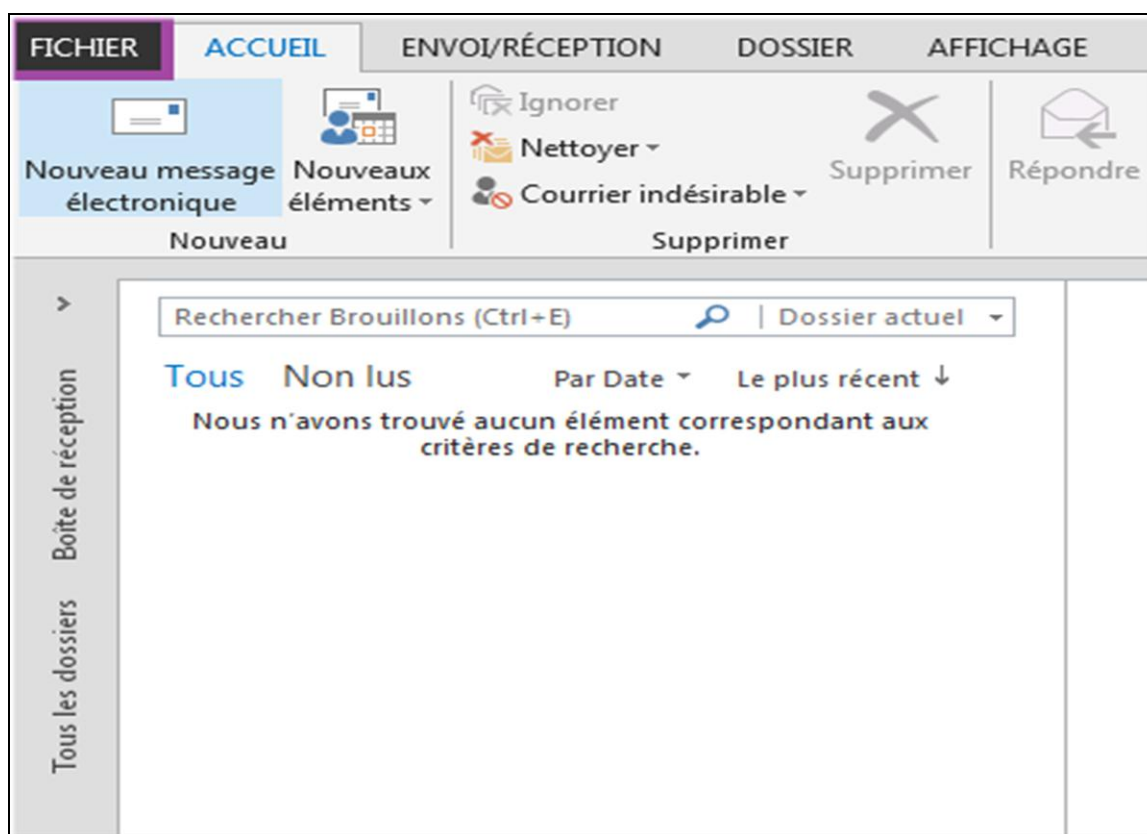 FICHIER ACCUEIL ENVOI/RÉCEPTION DOSSIER AFFICHAGE
Nouveau message
électronique
Nouveaux
éléments
Nouveau
Ignorer
Nettoyer
Courrier indésirable
Supprimer
Supprimer
Répondre
Rechercher Brouillons (Ctrl+E) Dossier actuel
Tous Non lus Par Date Le plus récent
Nous n'avons trouvé aucun élément correspondant aux
critères de recherche.
Boîte de réception
Tous les dossiers